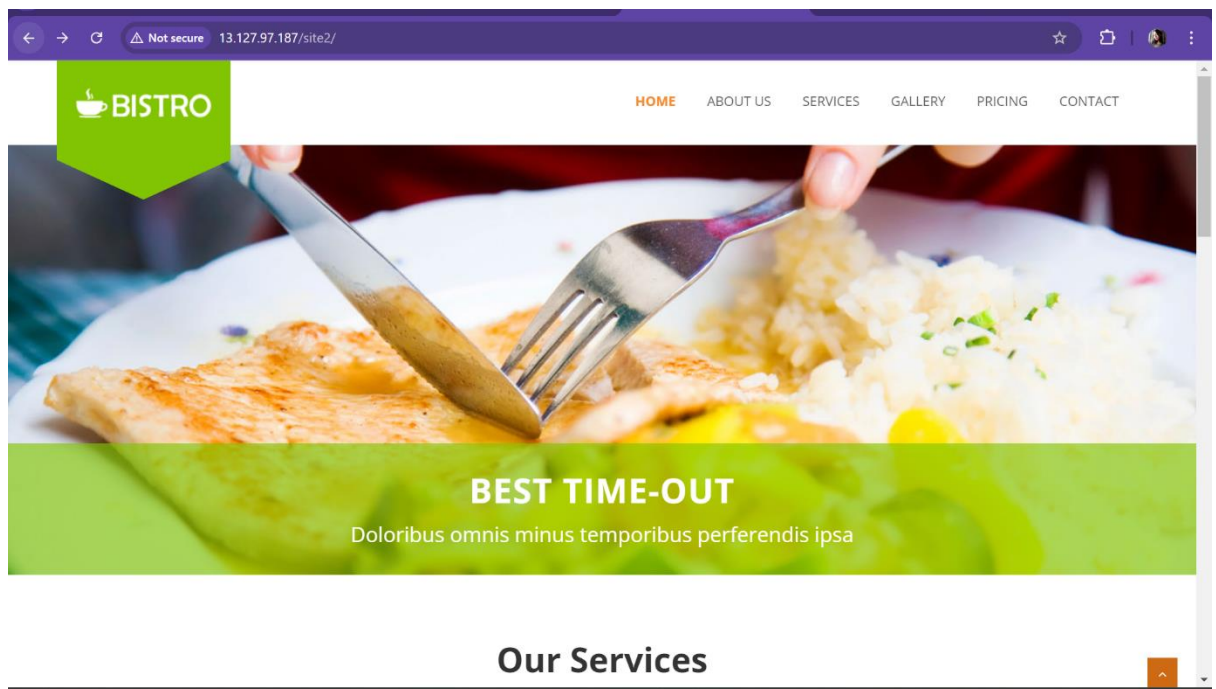 Not secure 13.127.97.187/site2/
BISTRO
HOME ABOUT US SERVICES GALLERY PRICING CONTACT
BEST TIME-OUT
Doloribus omnis minus temporibus perferendis ipsa
Our Services